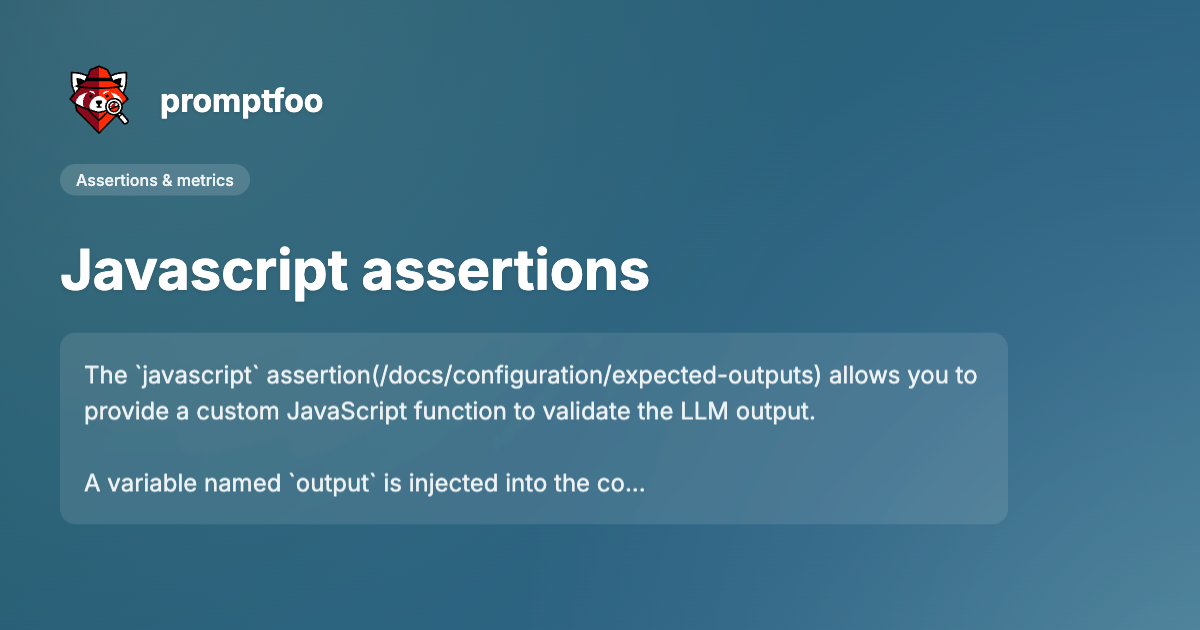 promptfoo
Assertions & metrics
Javascript assertions
The `javascript` assertion(/docs/configuration/expected-outputs) allows you to
provide a custom JavaScript function to validate the LLM output.
A variable named `output` is injected into the co...